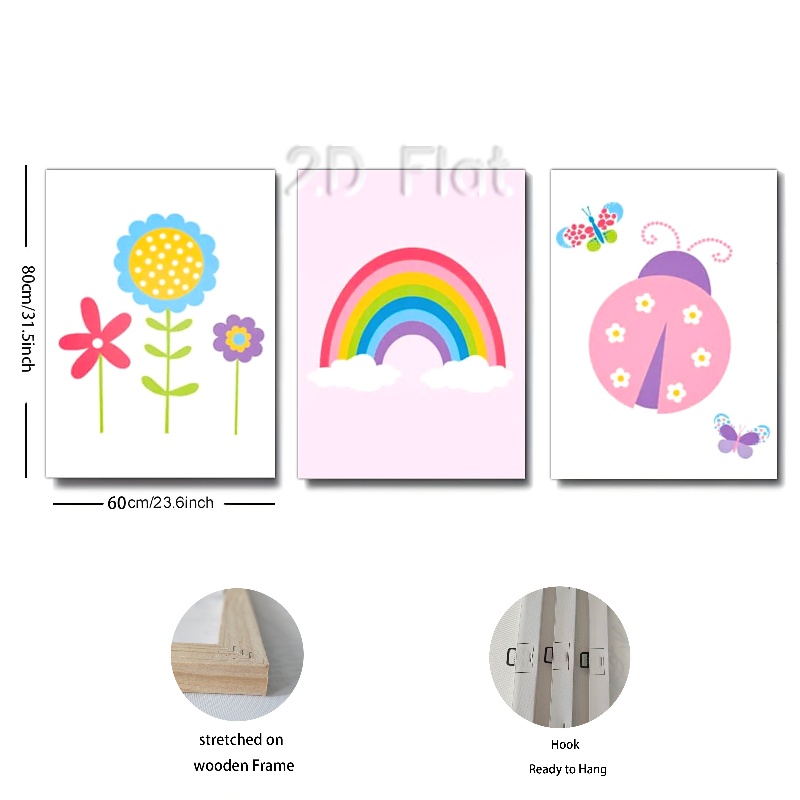 2D Flat
80cm/31.5inch
60cm/23.6inch
stretched on
wooden Frame
Hook
Ready to Hang